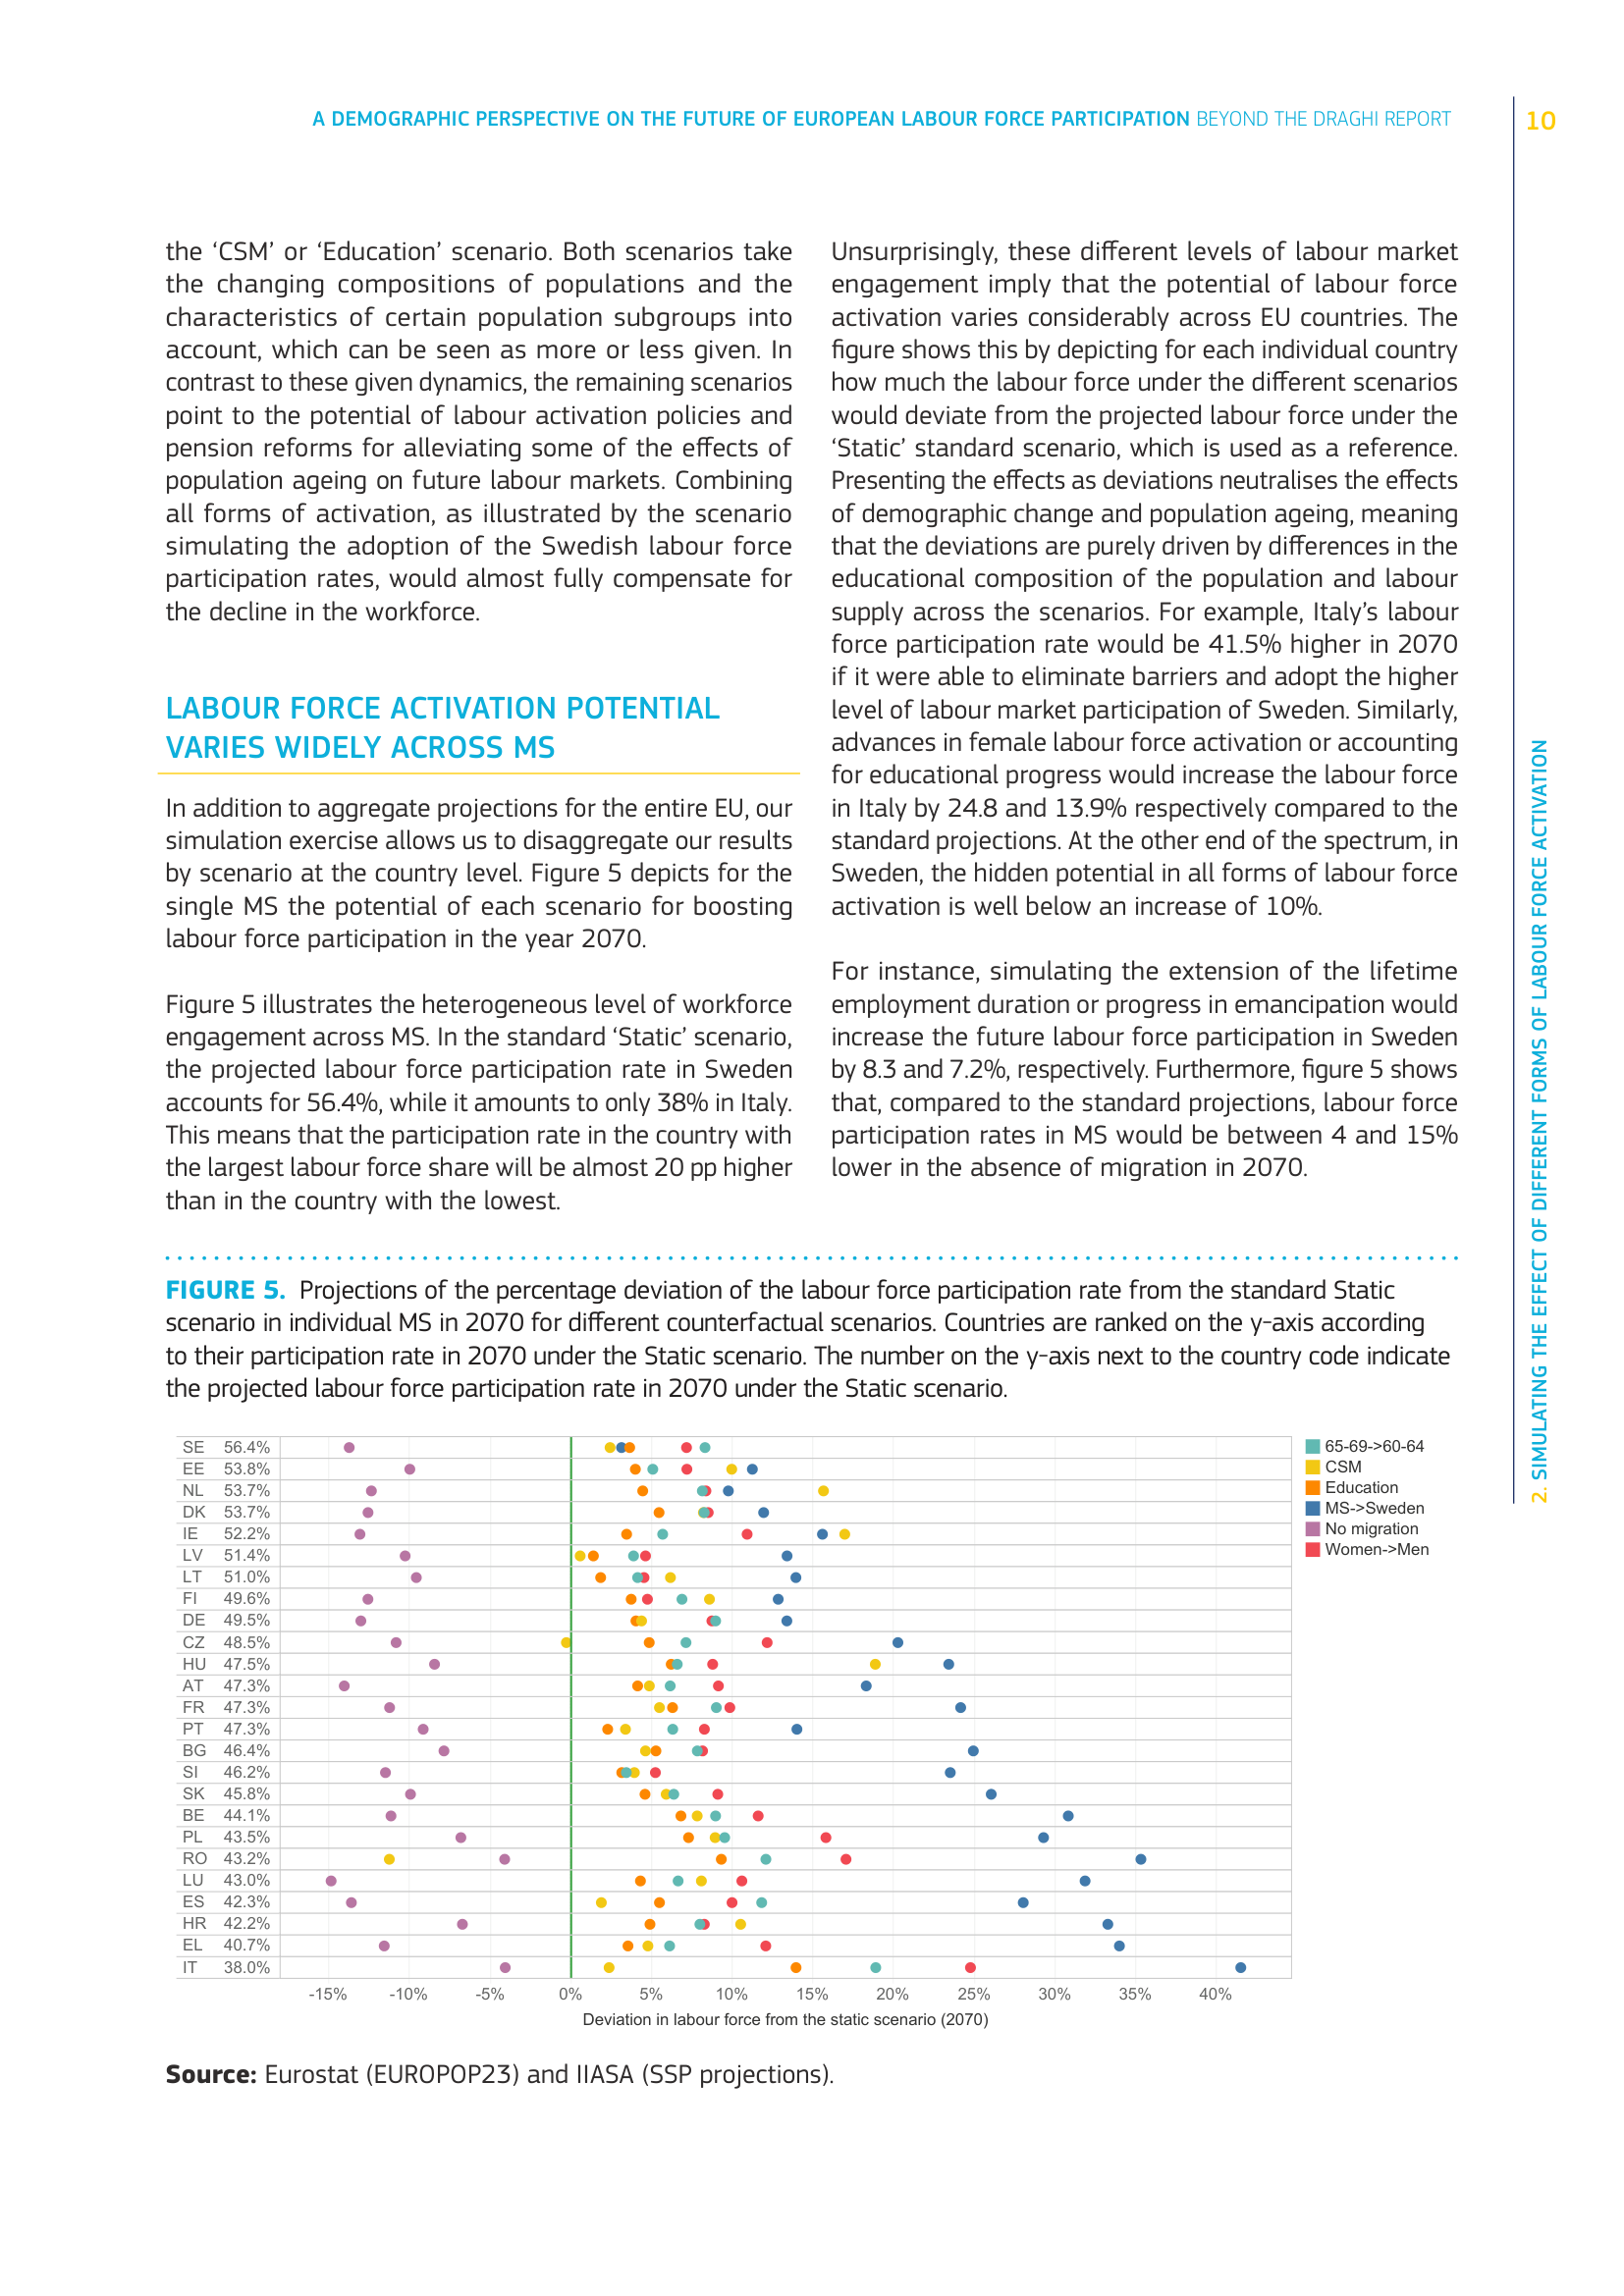 A DEMOGRAPHIC PERSPECTIVE ON THE FUTURE OF EUROPEAN LABOUR FORCE PARTICIPATION BEYOND THE DRAGHI REPORT
10
the ‘CSM’ or ‘Education’ scenario. Both scenarios take
the changing compositions of populations and the
characteristics of certain population subgroups into
account, which can be seen as more or less given. In
contrast to these given dynamics, the remaining scenarios
point to the potential of labour activation policies and
pension reforms for alleviating some of the effects of
population ageing on future labour markets. Combining
all forms of activation, as illustrated by the scenario
simulating the adoption of the Swedish labour force
participation rates, would almost fully compensate for
the decline in the workforce.
LABOUR FORCE ACTIVATION POTENTIAL
VARIES WIDELY ACROSS MS
In addition to aggregate projections for the entire EU, our
simulation exercise allows us to disaggregate our results
by scenario at the country level. Figure 5 depicts for the
single MS the potential of each scenario for boosting
labour force participation in the year 2070.
Figure 5 illustrates the heterogeneous level of workforce
engagement across MS. In the standard ‘Static’ scenario,
the projected labour force participation rate in Sweden
accounts for 56.4%, while it amounts to only 38% in Italy.
This means that the participation rate in the country with
the largest labour force share will be almost 20 pp higher
than in the country with the lowest.
Unsurprisingly, these different levels of labour market
engagement imply that the potential of labour force
activation varies considerably across EU countries. The
figure shows this by depicting for each individual country
how much the labour force under the different scenarios
would deviate from the projected labour force under the
‘Static’ standard scenario, which is used as a reference.
Presenting the effects as deviations neutralises the effects
of demographic change and population ageing, meaning
that the deviations are purely driven by differences in the
educational composition of the population and labour
supply across the scenarios. For example, Italy’s labour
force participation rate would be 41.5% higher in 2070
if it were able to eliminate barriers and adopt the higher
level of labour market participation of Sweden. Similarly,
advances in female labour force activation or accounting
for educational progress would increase the labour force
in Italy by 24.8 and 13.9% respectively compared to the
standard projections. At the other end of the spectrum, in
Sweden, the hidden potential in all forms of labour force
activation is well below an increase of 10%.
For instance, simulating the extension of the lifetime
employment duration or progress in emancipation would
increase the future labour force participation in Sweden
by 8.3 and 7.2%, respectively. Furthermore, figure 5 shows
that, compared to the standard projections, labour force
participation rates in MS would be between 4 and 15%
lower in the absence of migration in 2070.
2. SIMULATING THE EFFECT OF DIFFERENT FORMS OF LABOUR FORCE ACTIVATION
FIGURE 5. Projections of the percentage deviation of the labour force participation rate from the standard Static
scenario in individual MS in 2070 for different counterfactual scenarios. Countries are ranked on the y-axis according
to their participation rate in 2070 under the Static scenario. The number on the y-axis next to the country code indicate
the projected labour force participation rate in 2070 under the Static scenario.
SE 56.4%
EE 53.8%
NL 53.7%
DK 53.7%
IE 52.2%
LV 51.4%
LT 51.0%
FI 49.6%
DE 49.5%
CZ 48.5%
HU 47.5%
AT 47.3%
FR 47.3%
PT 47.3%
BG 46.4%
SI 46.2%
SK 45.8%
BE 44.1%
PL 43.5%
RO 43.2%
LU 43.0%
ES 42.3%
HR 42.2%
EL 40.7%
IT 38.0%
-15% -10% -5% 0% 5% 10% 15% 20% 25% 30% 35% 40%
Deviation in labour force from the static scenario (2070)
65-69->60-64
CSM
Education
MS->Sweden
No migration
Women->Men
Source: Eurostat (EUROPOP23) and IIASA (SSP projections).